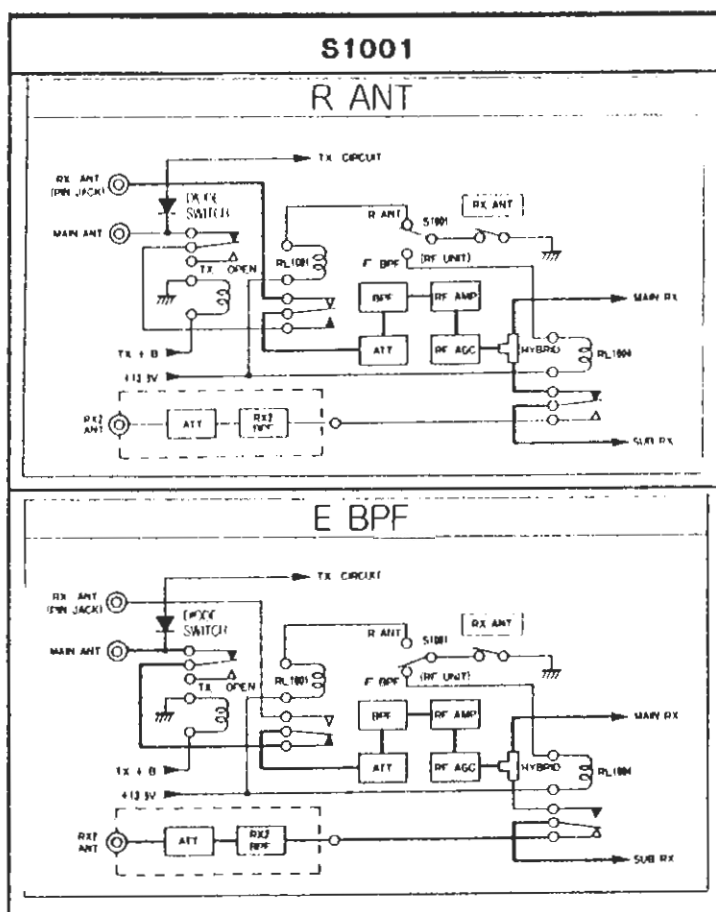 S1001
R ANT
TX CIRCUIT
RX ANT
(PIN JACK)
DIODE
SWITCH
MAIN ANT
R ANT
S1001
RX ANT
E BPF
(RF UNIT)
TX OPEN
RL1001
BPF
RF AMP
MAIN RX
ATT
RF AGC
HYBRID
RL1004
TX + B
+13.8V
RX2
ANT
ATT
RX2
BPF
SUB RX
E BPF
TX CIRCUIT
RX ANT
(PIN JACK)
DIODE
SWITCH
MAIN ANT
R ANT
S1001
RX ANT
E BPF
(RF UNIT)
TX OPEN
RL1001
BPF
RF AMP
MAIN RX
ATT
RF AGC
HYBRID
RL1004
TX + B
+13.8V
RX2
ANT
ATT
RX2
BPF
SUB RX